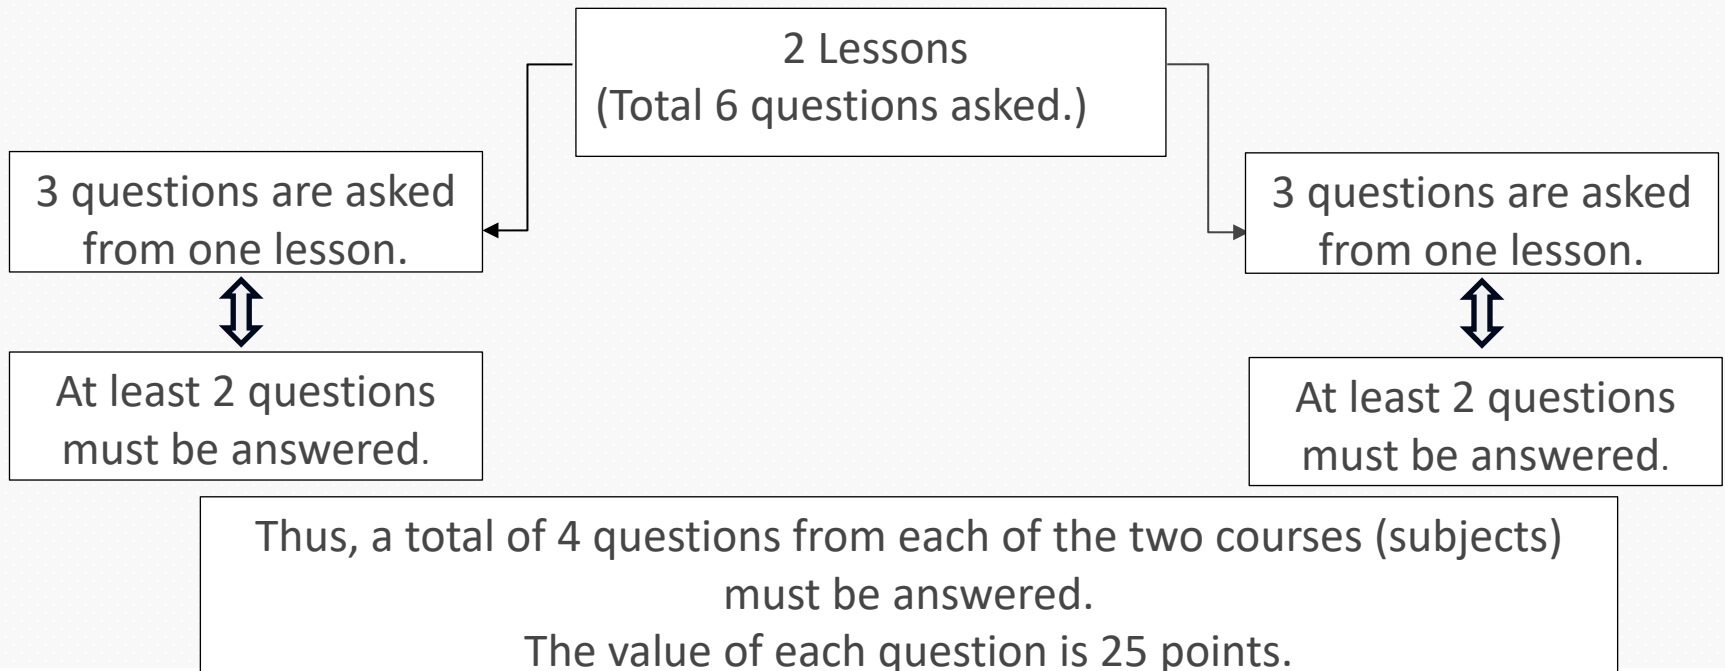 2 Lessons
(Total 6 questions asked.)
3 questions are asked
from one lesson.
3 questions are asked
from one lesson.
At least 2 questions
must be answered.
At least 2 questions
must be answered.
Thus, a total of 4 questions from each of the two courses (subjects)
must be answered.
The value of each question is 25 points.